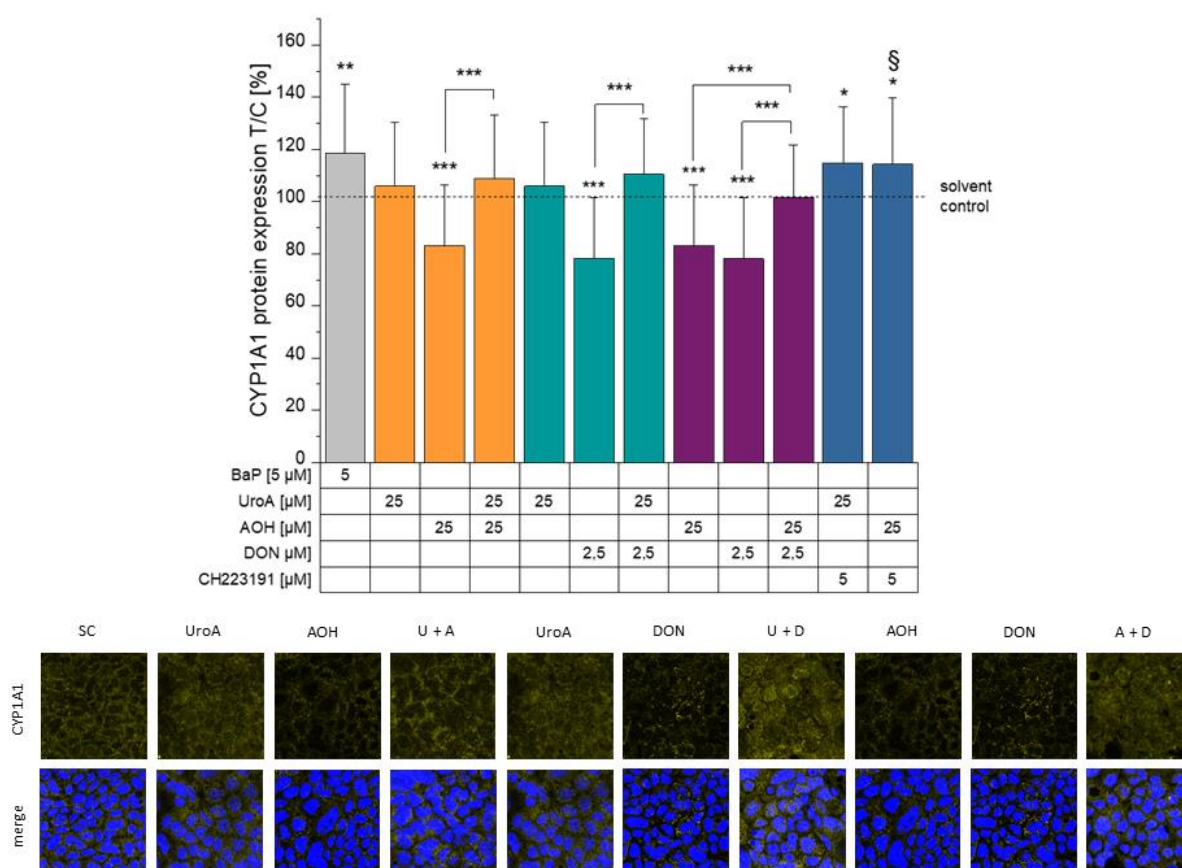 CYP1A1 protein expression T/C [%]
160
140
120
100
80
60
40
20
0
**
***
***
***
***
***
***
***
***
*
§
*
solvent
control
BaP [5 µM] 5
UroA [µM] 25 25 25 25 25
AOH [µM] 25 25 25 25 25
DON µM] 2,5 2,5 2,5 2,5
CH223191 [µM] 5 5
SC UroA AOH U + A UroA DON U + D AOH DON A + D
CYP1A1
merge